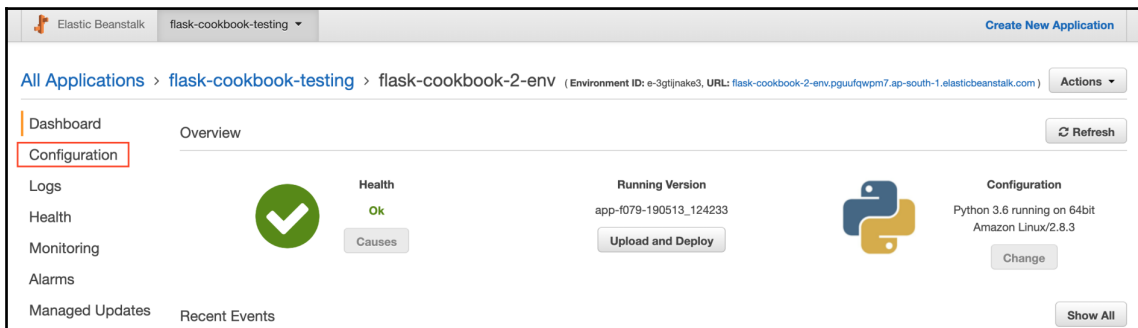 Elastic Beanstalk flask-cookbook-testing Create New Application
All Applications > flask-cookbook-testing > flask-cookbook-2-env ( Environment ID: e-3gtijnake3, URL: flask-cookbook-2-env.pguufqwpm7.ap-south-1.elasticbeanstalk.com ) Actions
Dashboard
Overview Refresh
Configuration
Logs
Health
Monitoring
Alarms
Managed Updates
Health
Ok
Causes
Running Version
app-f079-190513_124233
Upload and Deploy
Configuration
Python 3.6 running on 64bit
Amazon Linux/2.8.3
Change
Recent Events Show All